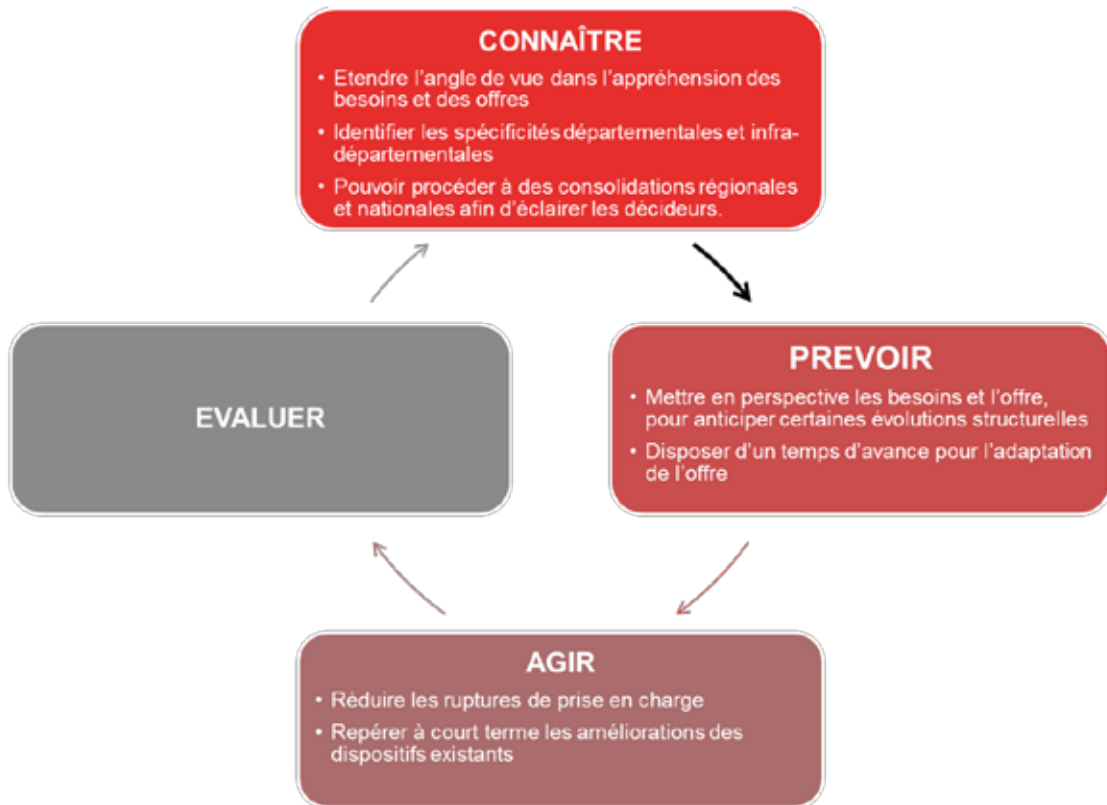 CONNAÎTRE
• Etendre l'angle de vue dans l'appréhension des
besoins et des offres
• Identifier les spécificités départementales et infra-
départementales
• Pouvoir procéder à des consolidations régionales
et nationales afin d'éclairer les décideurs.
EVALUER
PREVOIR
• Mettre en perspective les besoins et l'offre,
pour anticiper certaines évolutions structurelles
• Disposer d'un temps d'avance pour l'adaptation
de l'offre
AGIR
• Réduire les ruptures de prise en charge
• Repérer à court terme les améliorations des
dispositifs existants